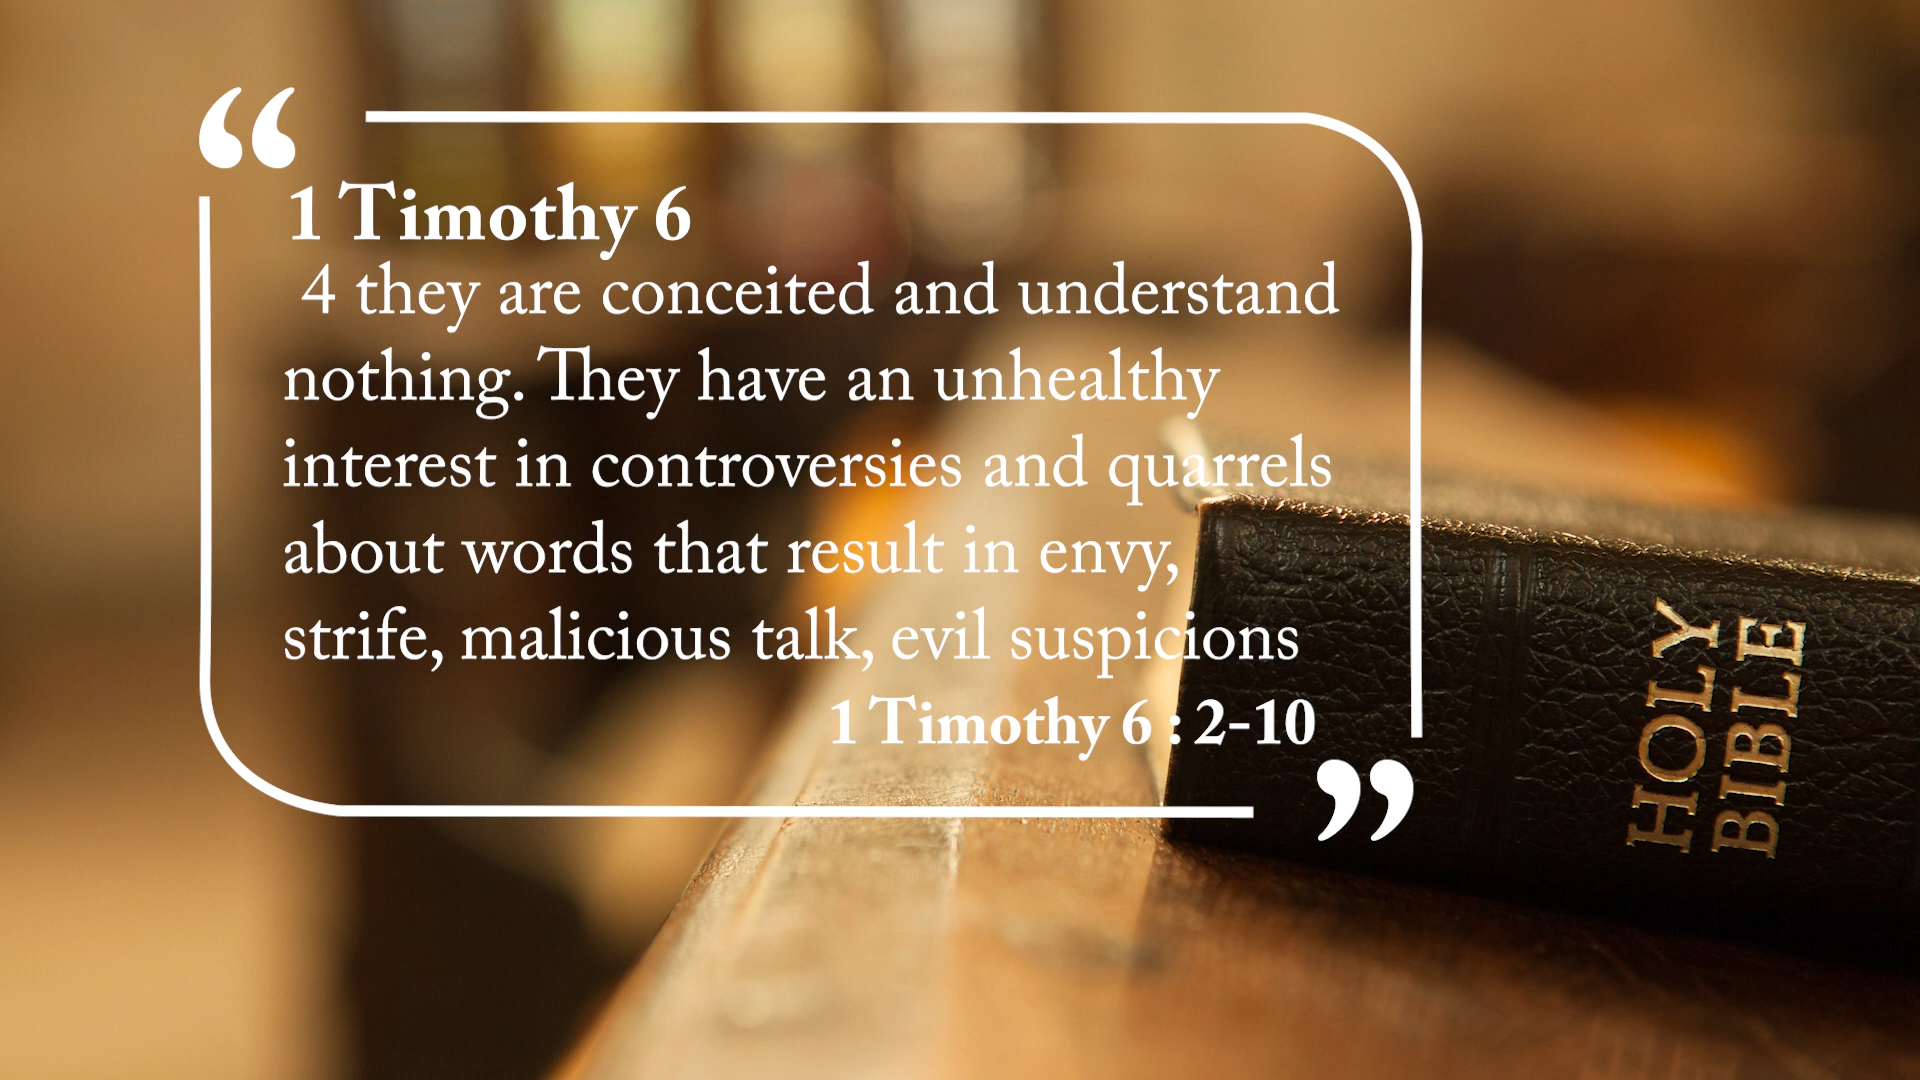 “
1 Timothy 6
4 they are conceited and understand
nothing. They have an unhealthy
interest in controversies and quarrels
about words that result in envy,
strife, malicious talk, evil suspicions
1 Timothy 6 : 2-10
”
HOLY
BIBLE